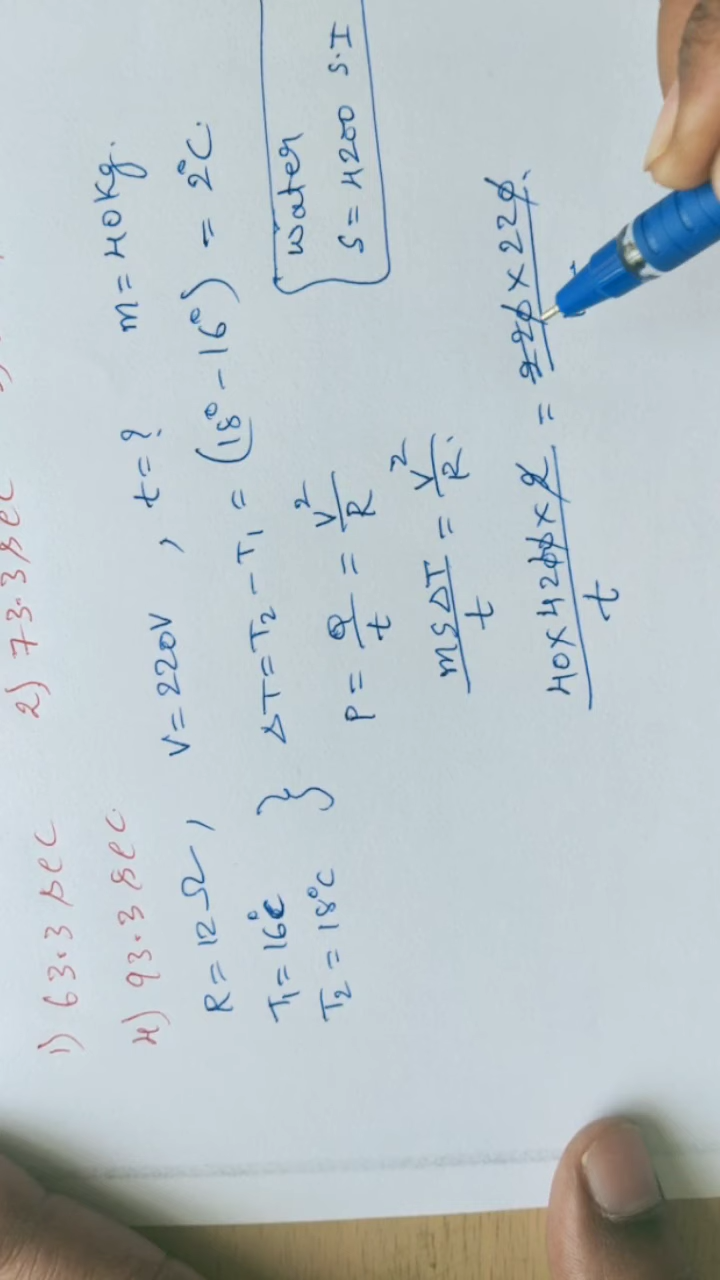 1) 63.3 sec 2) 73.3 sec
4) 93.3 sec
R = 12 Ω, V = 220V , t = ? m = 40kg.
T₁ = 16°C } ΔT = T₂ - T₁ = (18° - 16°) = 2°C.
T₂ = 18°C
P = Q/t = V²/R
Water
S = 4200 S.I
msΔT/t = V²/R.
40 x 4200 x 2/t = 220 x 220.